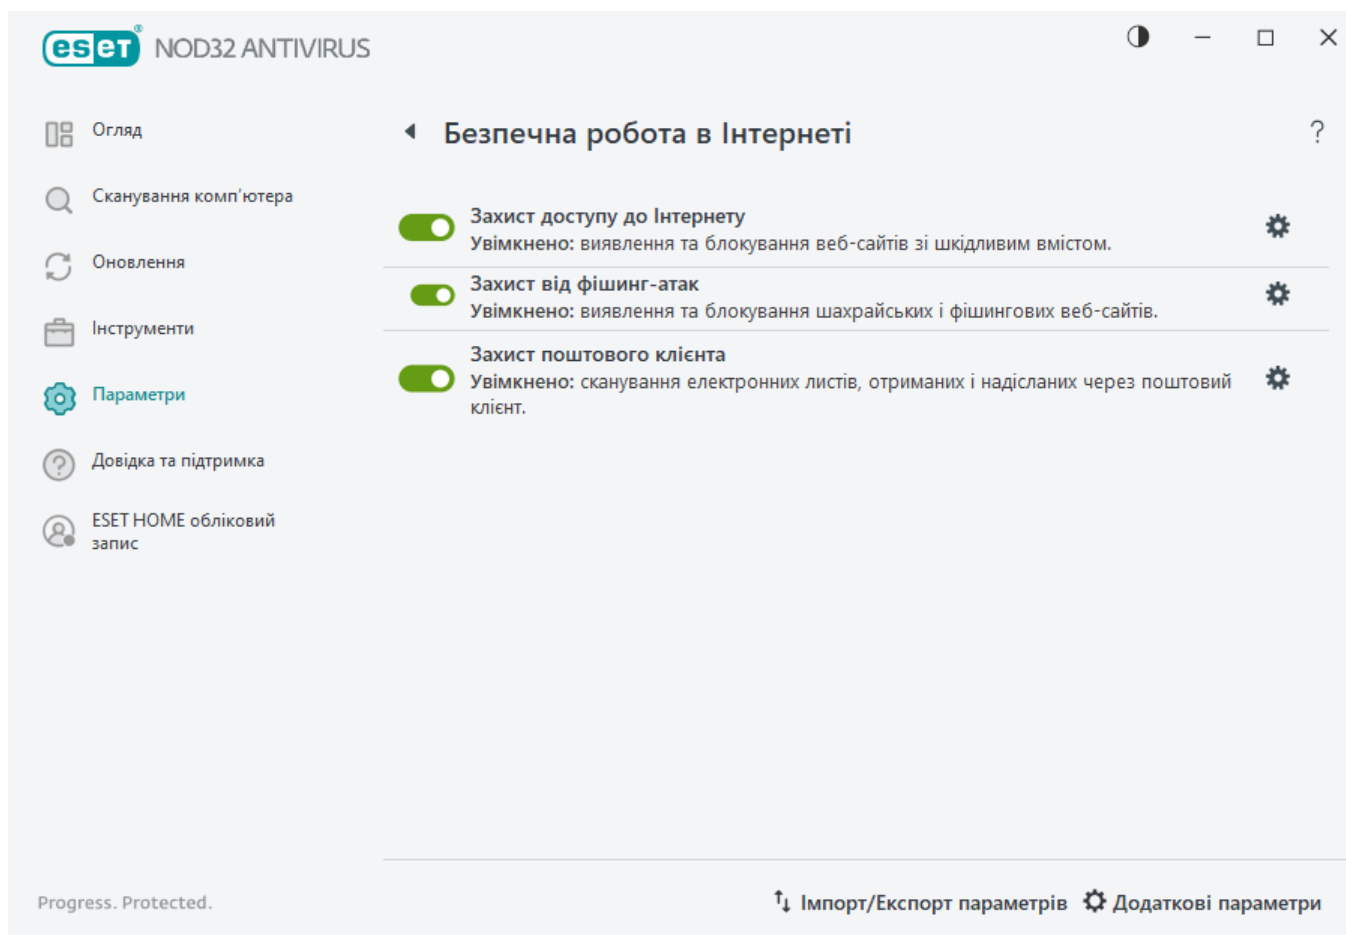 eset® NOD32 ANTIVIRUS
Огляд
Сканування комп'ютера
Оновлення
Інструменти
Параметри
Довідка та підтримка
ESET HOME обліковий
запис
Безпечна робота в Інтернеті
?
Захист доступу до Інтернету
Увімкнено: виявлення та блокування веб-сайтів зі шкідливим вмістом.
Захист від фішинг-атак
Увімкнено: виявлення та блокування шахрайських і фішингових веб-сайтів.
Захист поштового клієнта
Увімкнено: сканування електронних листів, отриманих і надісланих через поштовий
клієнт.
Progress. Protected.
Імпорт/Експорт параметрів Додаткові параметри